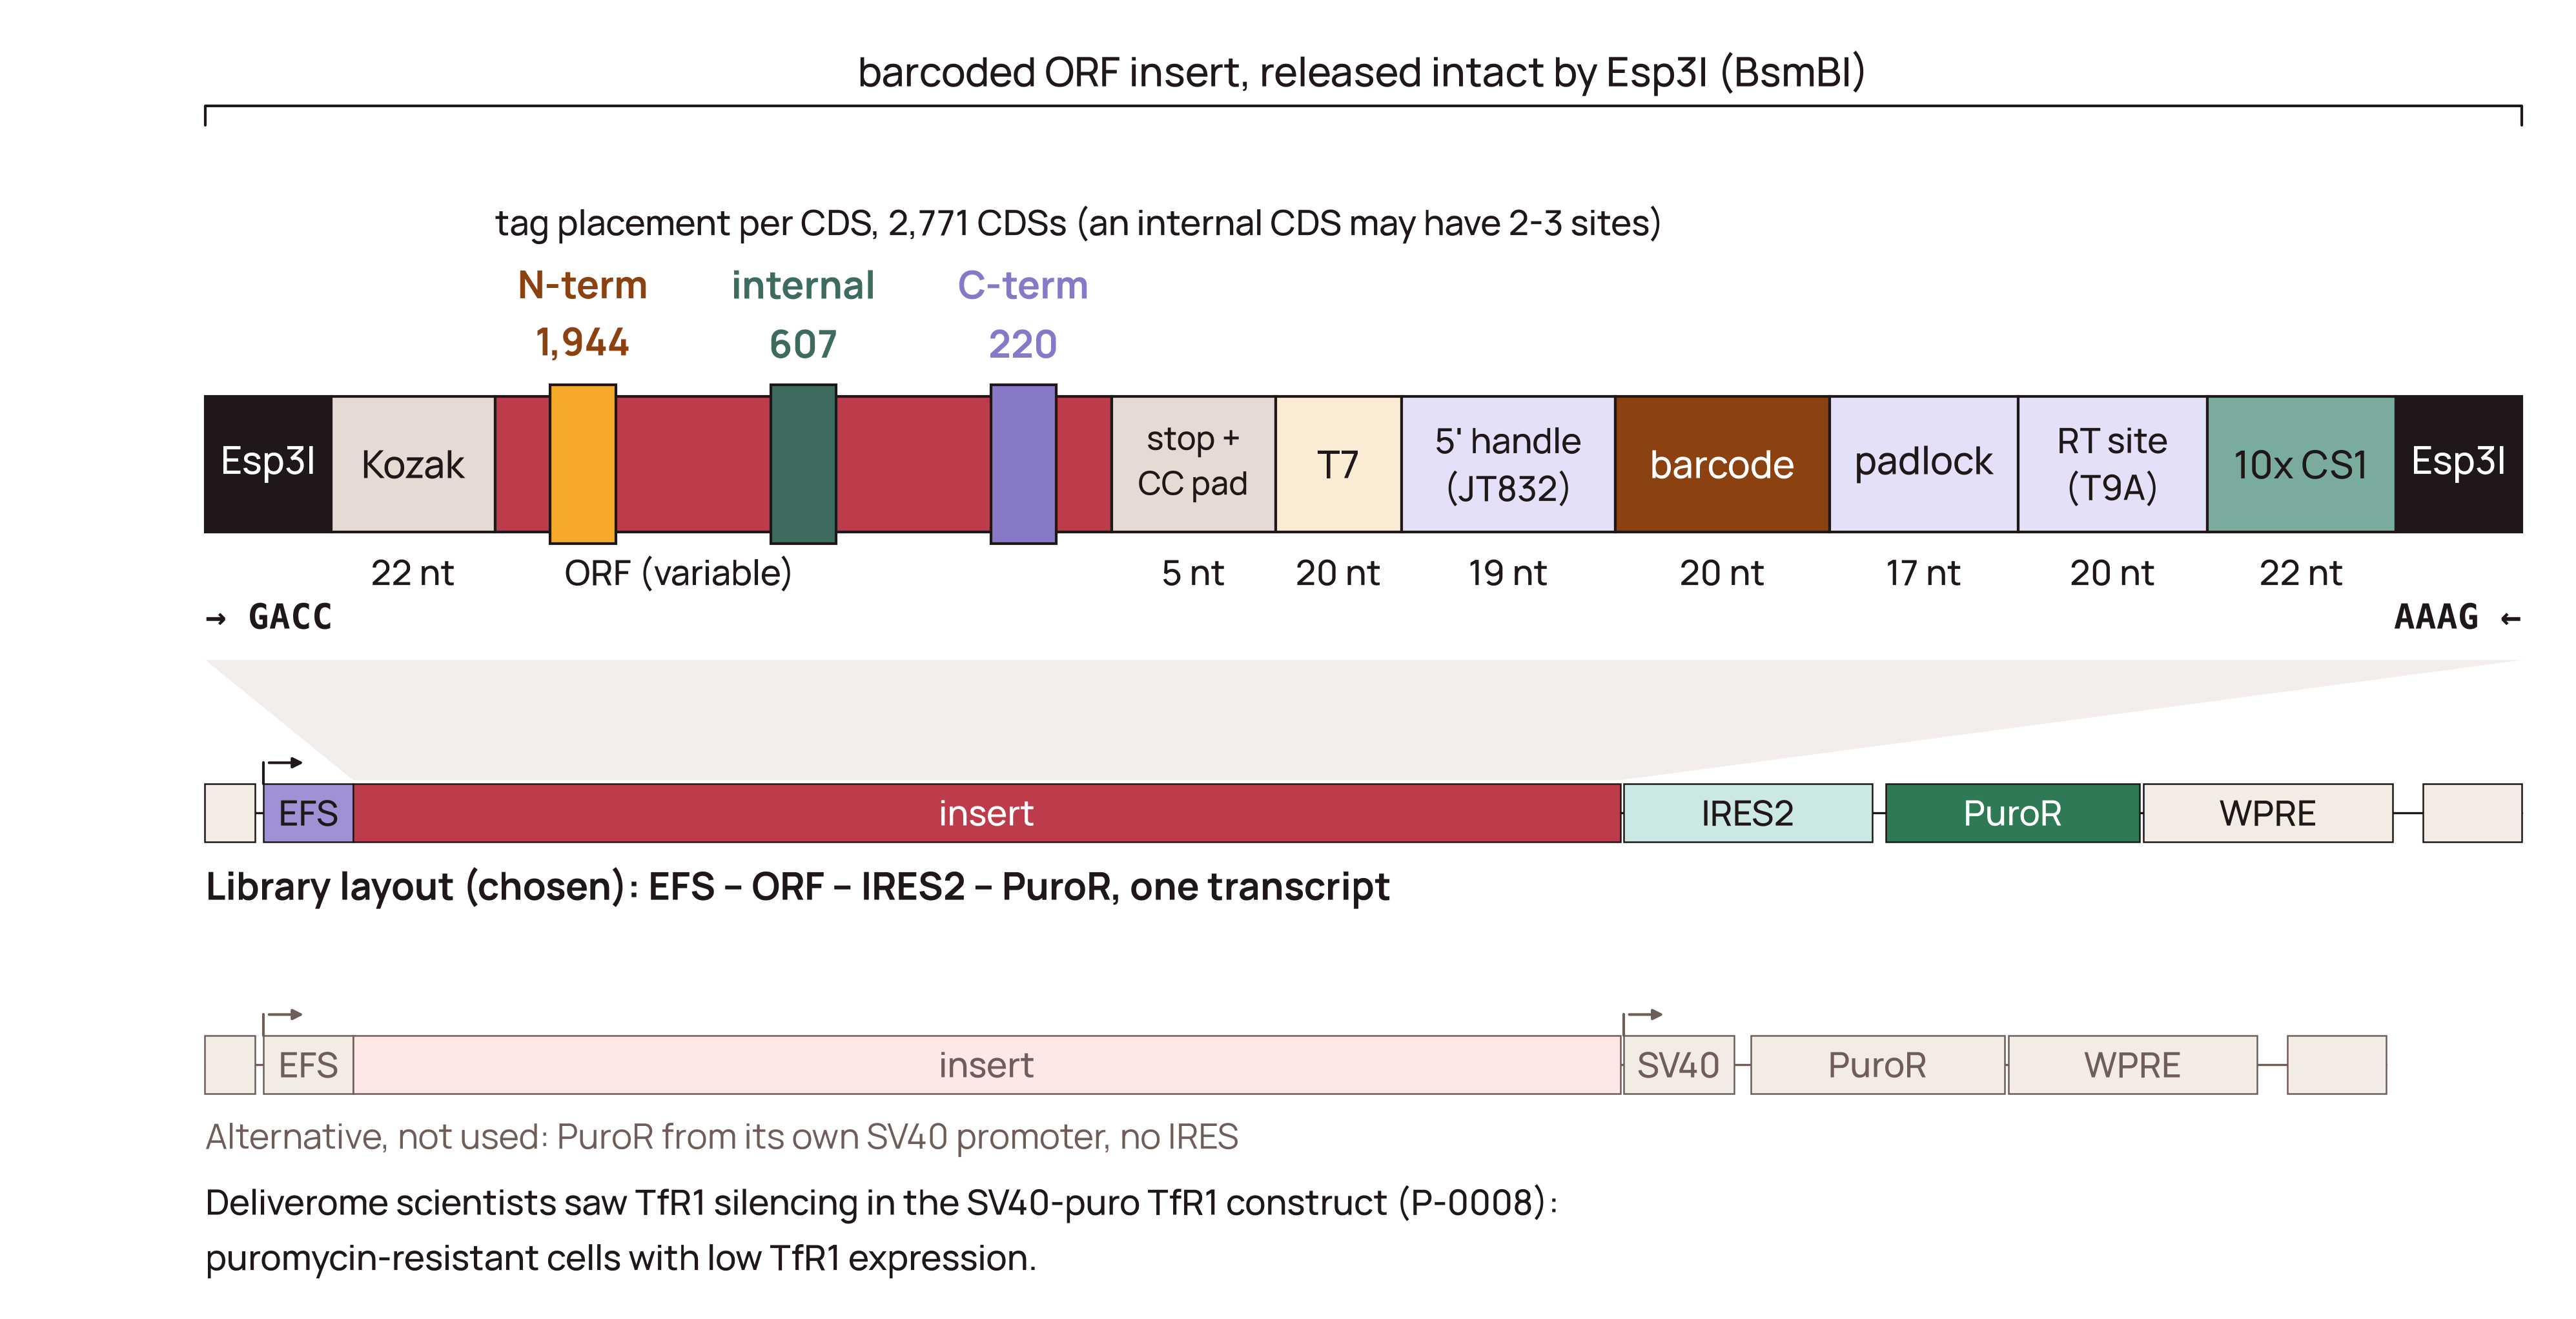 barcoded ORF insert, released intact by Esp3I (BsmBI)
tag placement per CDS, 2,771 CDSs (an internal CDS may have 2-3 sites)
N-term internal C-term
1,944 607 220
Esp3I Kozak stop + CC pad T7 5' handle (JT832) barcode padlock RT site (T9A) 10x CS1 Esp3I
22 nt ORF (variable) 5 nt 20 nt 19 nt 20 nt 17 nt 20 nt 22 nt
→ GACC AAAG ←
EFS insert IRES2 PuroR WPRE
Library layout (chosen): EFS – ORF – IRES2 – PuroR, one transcript
EFS insert SV40 PuroR WPRE
Alternative, not used: PuroR from its own SV40 promoter, no IRES
Deliverome scientists saw TfR1 silencing in the SV40-puro TfR1 construct (P-0008):
puromycin-resistant cells with low TfR1 expression.